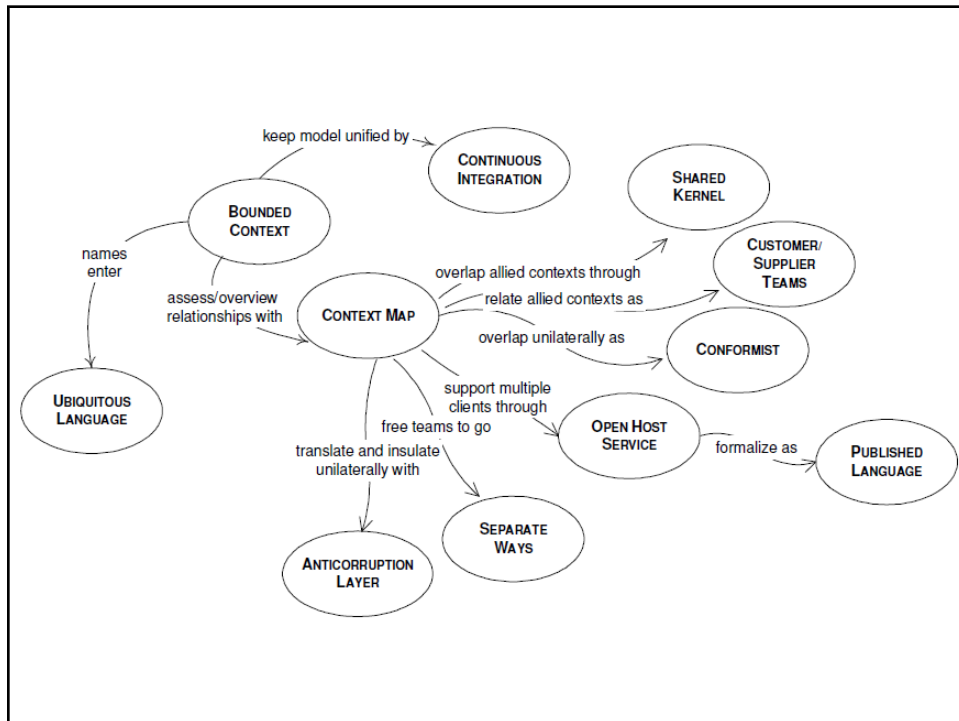 keep model unified by
CONTINUOUS
INTEGRATION
SHARED
KERNEL
BOUNDED
CONTEXT
names
enter
CUSTOMER/
SUPPLIER
TEAMS
overlap allied contexts through
assess/overview
relationships with
relate allied contexts as
CONTEXT MAP
overlap unilaterally as
CONFORMIST
support multiple
clients through
UBIQUITOUS
LANGUAGE
free teams to go
OPEN HOST
SERVICE
formalize as
PUBLISHED
LANGUAGE
translate and insulate
unilaterally with
SEPARATE
WAYS
ANTICORRUPTION
LAYER